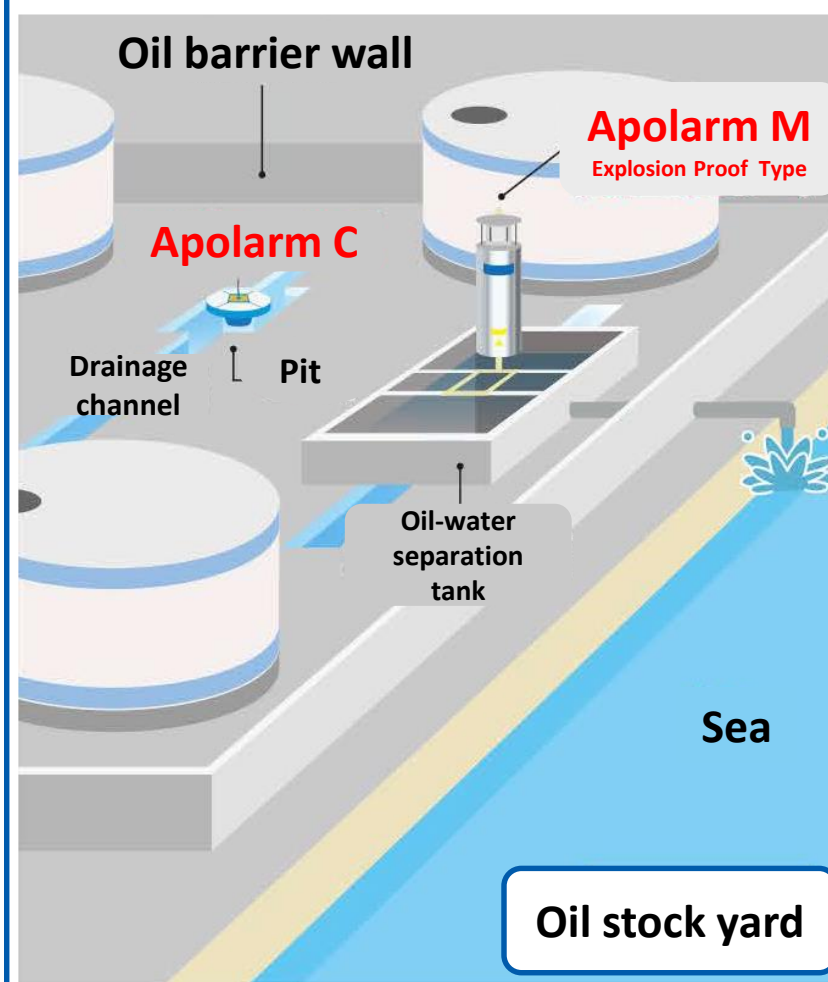 Oil barrier wall
Apolarm M
Explosion Proof Type
Apolarm C
Drainage
channel
Pit
Oil-water
separation
tank
Sea
Oil stock yard